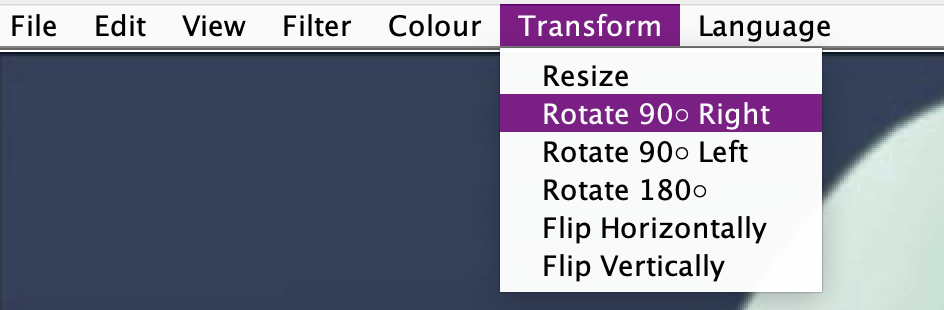 File Edit View Filter Colour Transform Language
Resize
Rotate 90○ Right
Rotate 90○ Left
Rotate 180○
Flip Horizontally
Flip Vertically